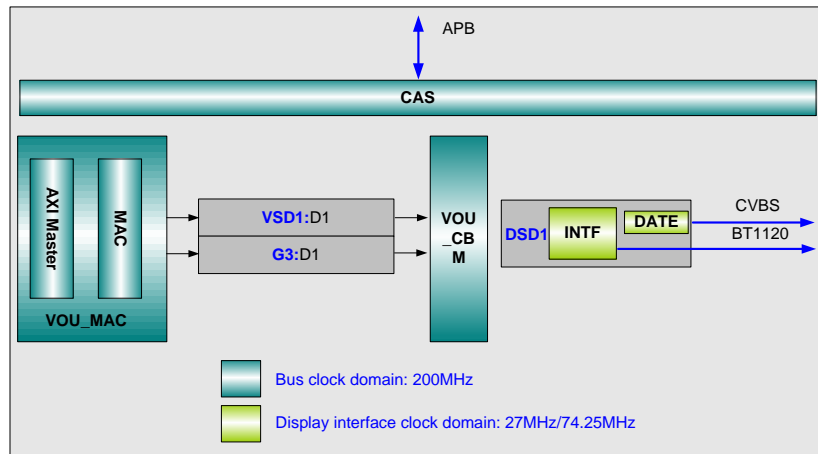 APB
CAS
AXI Master
MAC
VOU_MAC
VSD1:D1
G3:D1
VOU
_CB
M
DSD1
INTF
DATE
CVBS
BT1120
Bus clock domain: 200MHz
Display interface clock domain: 27MHz/74.25MHz